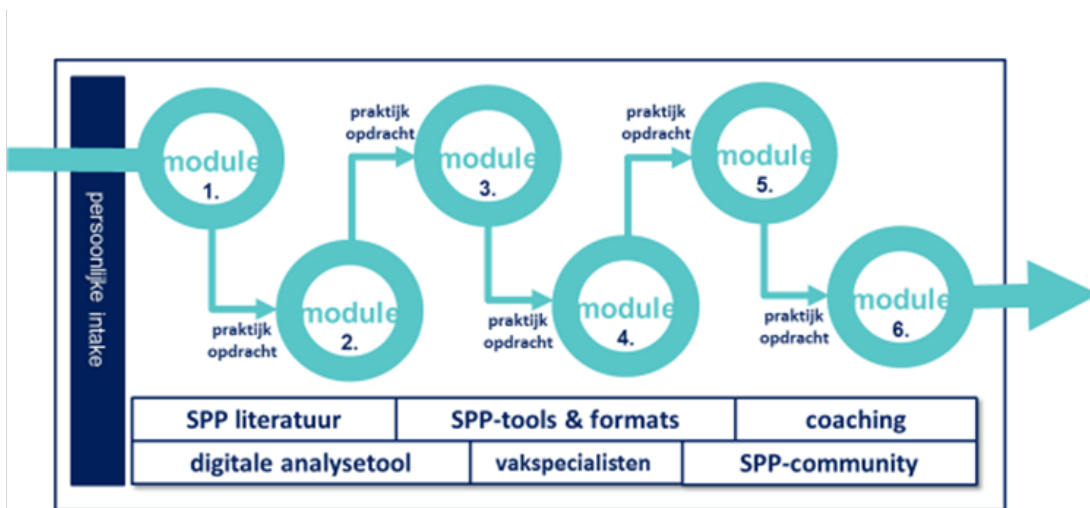 persoonlijke intake
module
1.
praktijk
opdracht
module
2.
praktijk
opdracht
module
3.
praktijk
opdracht
module
4.
praktijk
opdracht
module
5.
praktijk
opdracht
module
6.
SPP literatuur
SPP-tools & formats
coaching
digitale analysetool
vakspecialisten
SPP-community